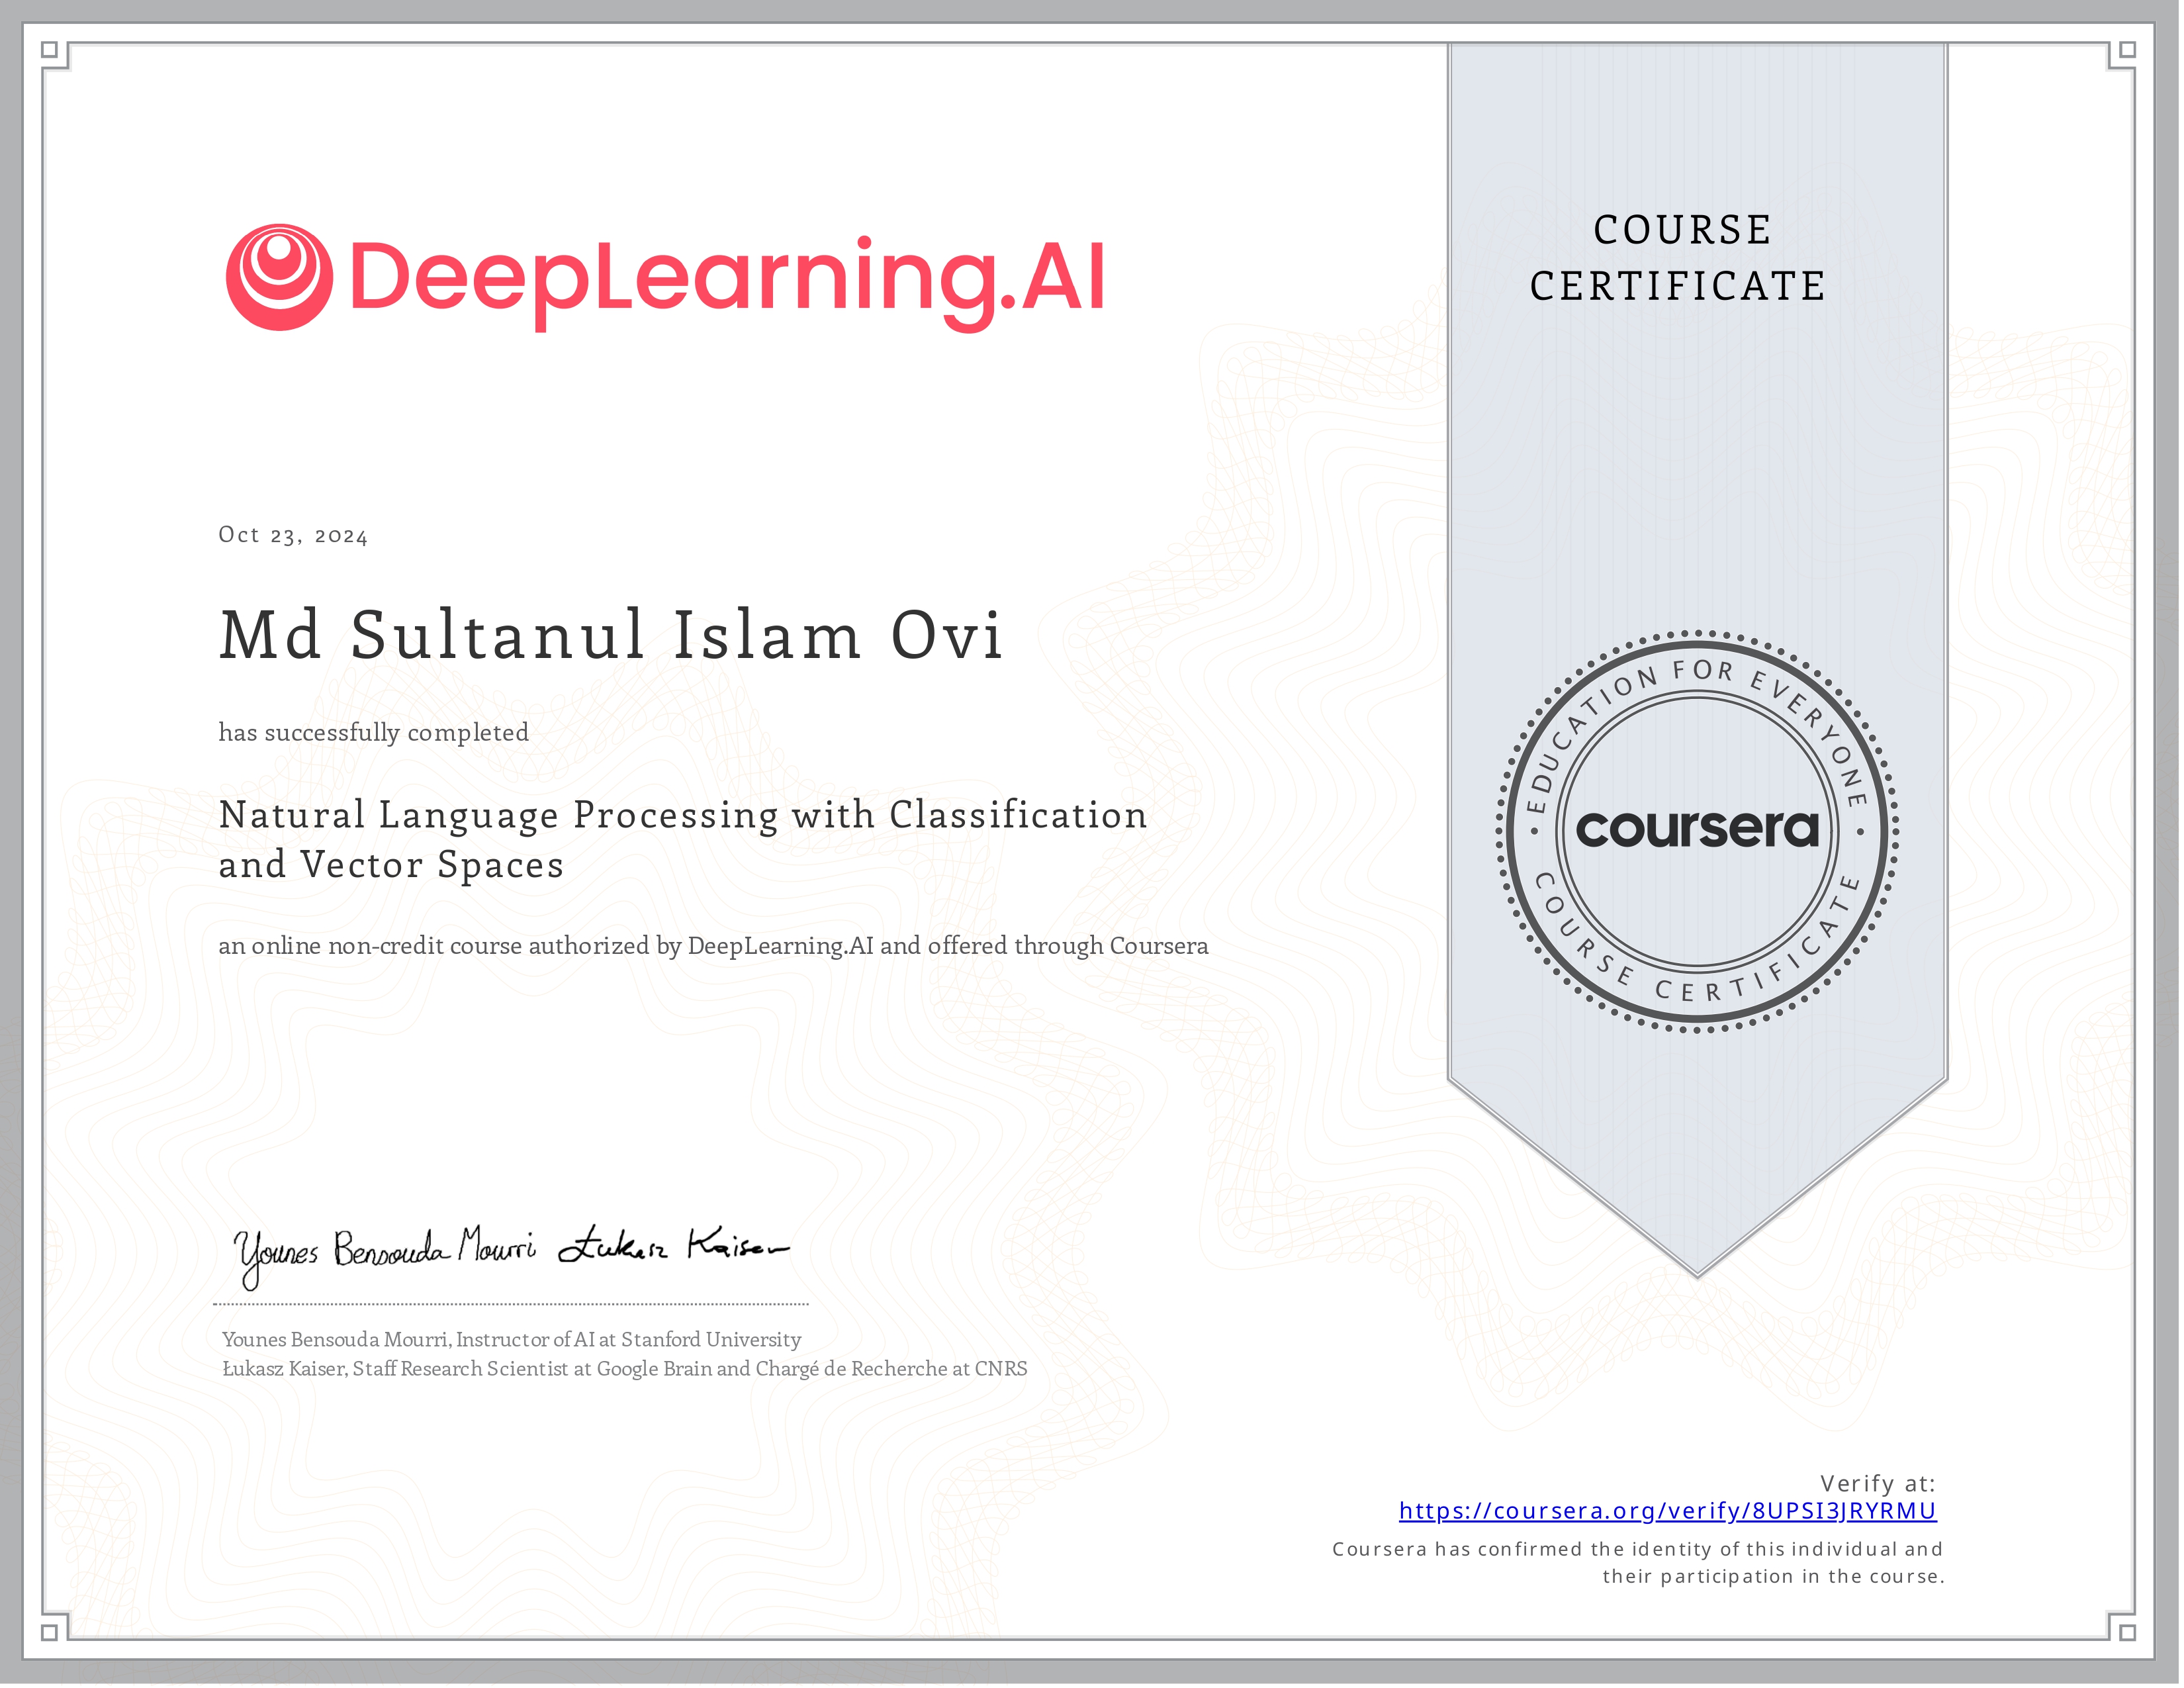 DeepLearning.AI
COURSE
CERTIFICATE
Oct 23, 2024
Md Sultanul Islam Ovi
has successfully completed
Natural Language Processing with Classification
and Vector Spaces
an online non-credit course authorized by DeepLearning.AI and offered through Coursera
EDUCATION FOR EVERYONE
coursera
COURSE CERTIFICATE
Younes Bensouda Mourri Łukasz Kaiser
Younes Bensouda Mourri, Instructor of AI at Stanford University
Łukasz Kaiser, Staff Research Scientist at Google Brain and Chargé de Recherche at CNRS
Verify at:
https://coursera.org/verify/8UPSI3JRYRMU
Coursera has confirmed the identity of this individual and
their participation in the course.